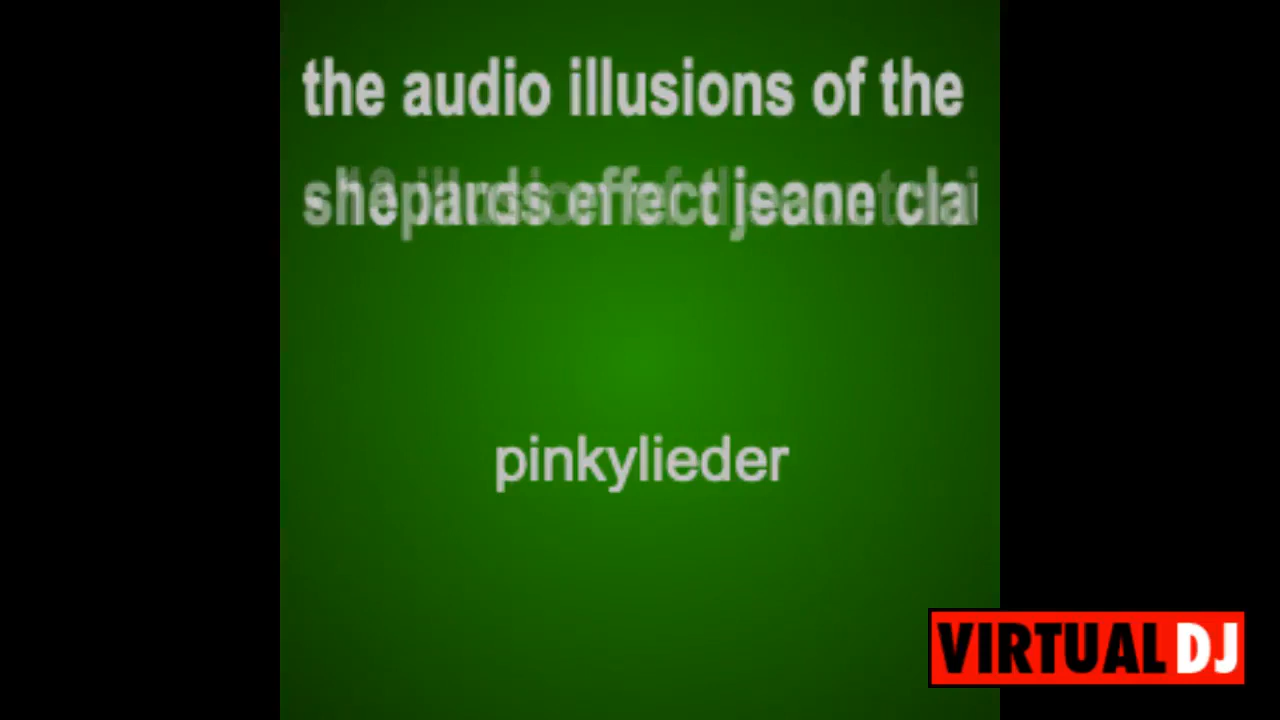 the audio illusions of the
shepards effect jeane clai
pinkylieder
VIRTUAL DJ